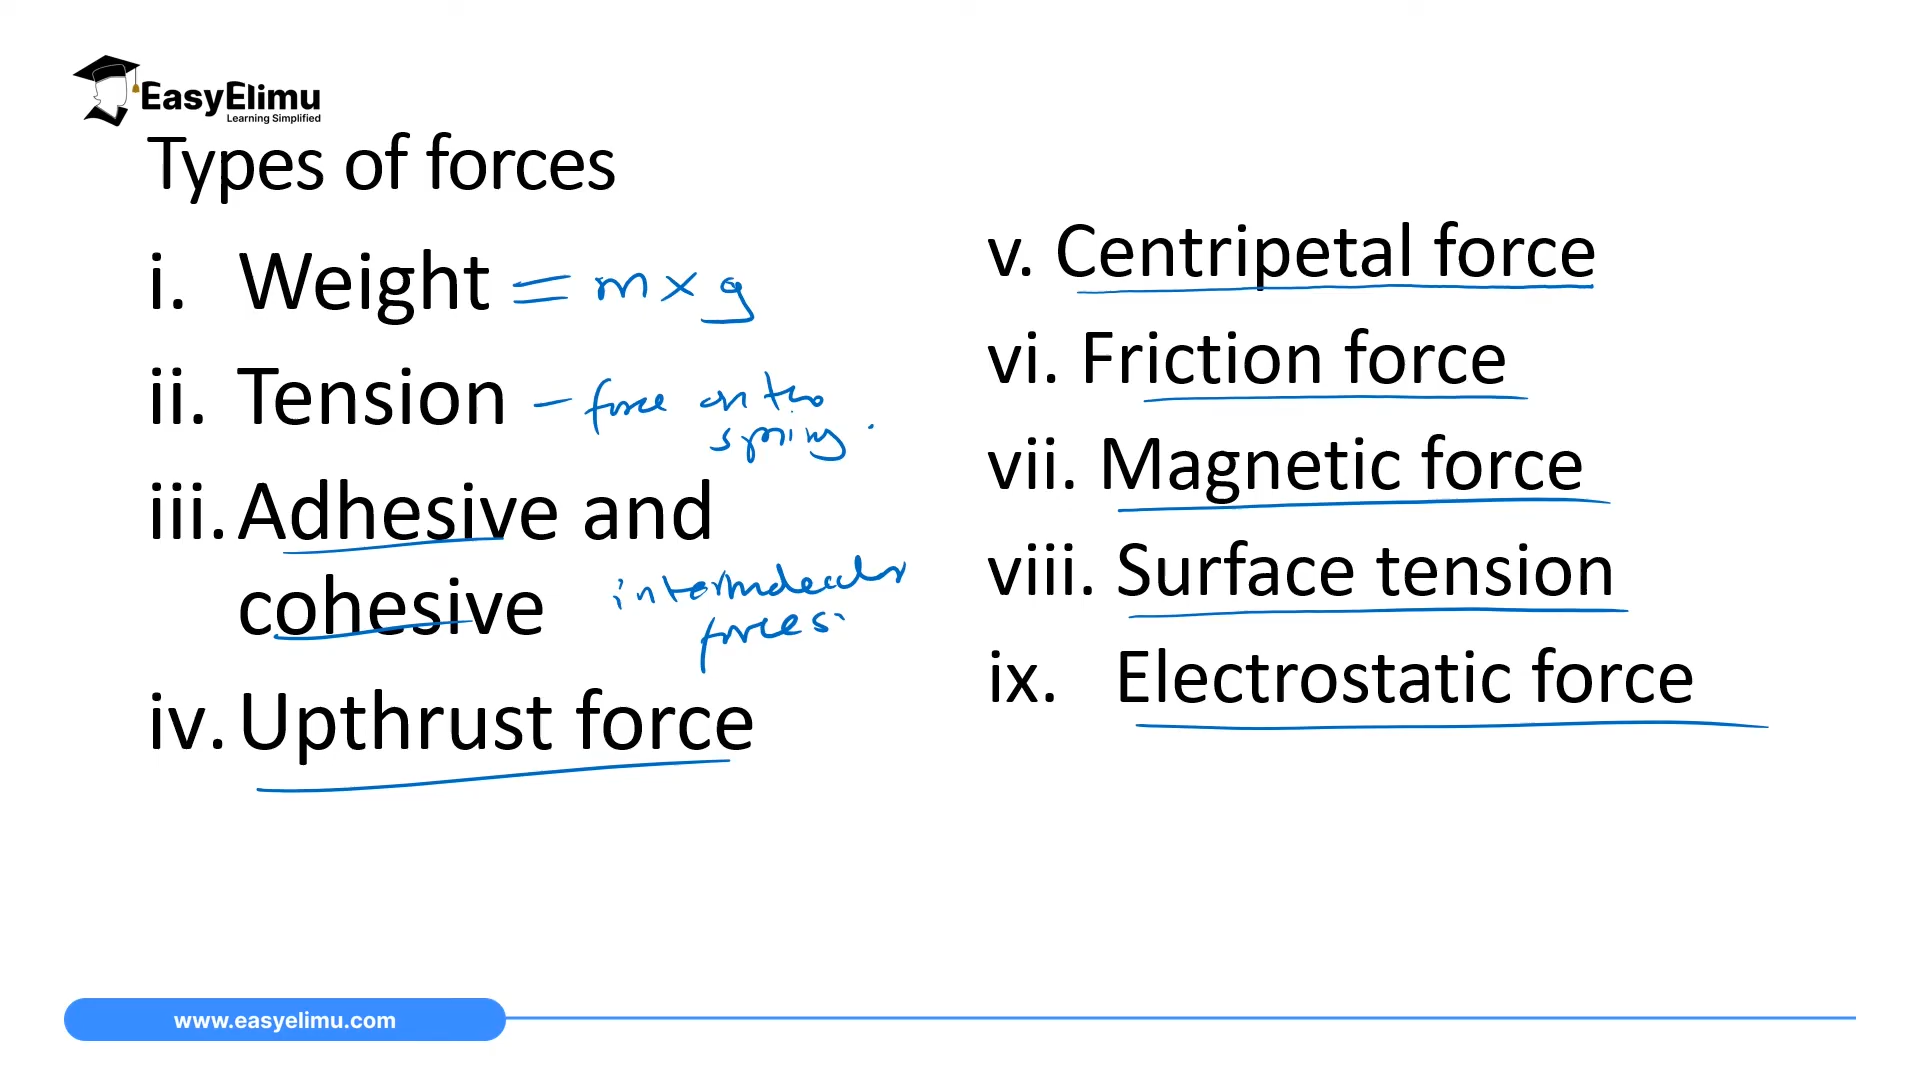 EasyElimu
Learning Simplified
Types of forces
i. Weight = m × g
ii. Tension – force on the
spring.
iii. Adhesive and
cohesive
intermolecular
forces.
iv. Upthrust force
v. Centripetal force
vi. Friction force
vii. Magnetic force
viii. Surface tension
ix. Electrostatic force
www.easyelimu.com